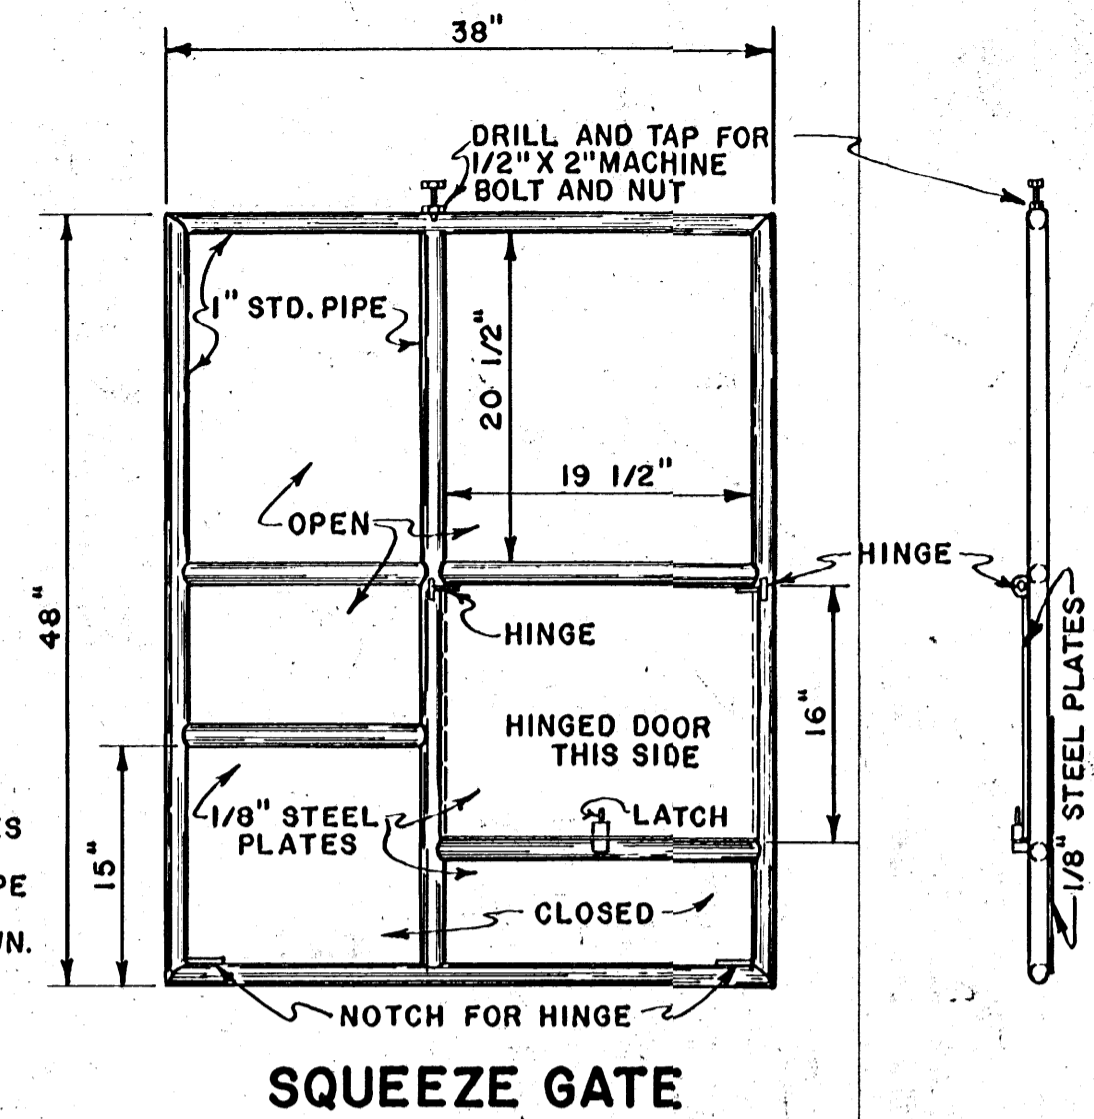 38"
DRILL AND TAP FOR
1/2" X 2" MACHINE
BOLT AND NUT
1" STD. PIPE
20 1/2"
19 1/2"
OPEN
HINGE
48"
HINGE
16"
HINGED DOOR
THIS SIDE
1/8" STEEL PLATES
1/8" STEEL
PLATES
LATCH
15"
CLOSED
NOTCH FOR HINGE
SQUEEZE GATE